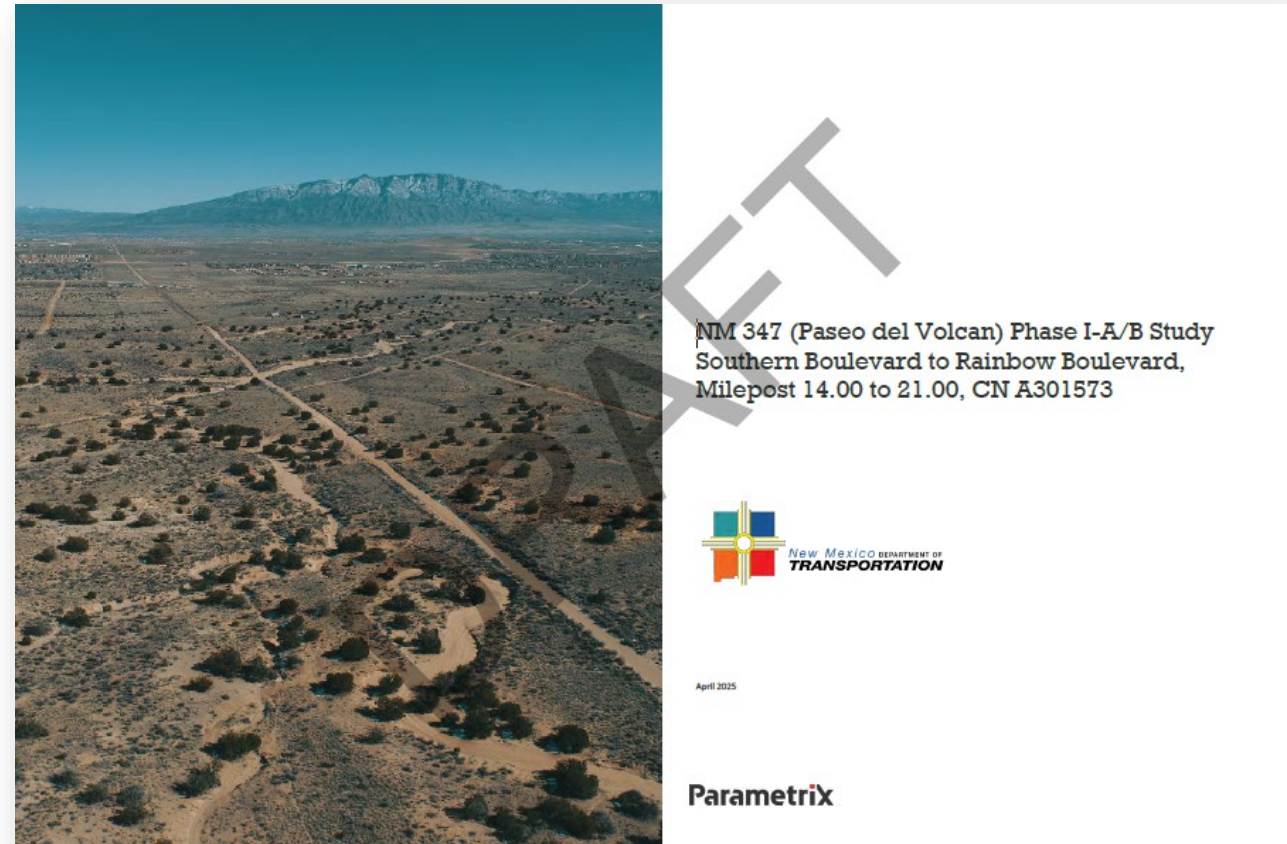 DRAFT
NM 347 (Paseo del Volcan) Phase I-A/B Study
Southern Boulevard to Rainbow Boulevard,
Milepost 14.00 to 21.00, CN A301573
New Mexico DEPARTMENT OF
TRANSPORTATION
April 2025
Parametrix